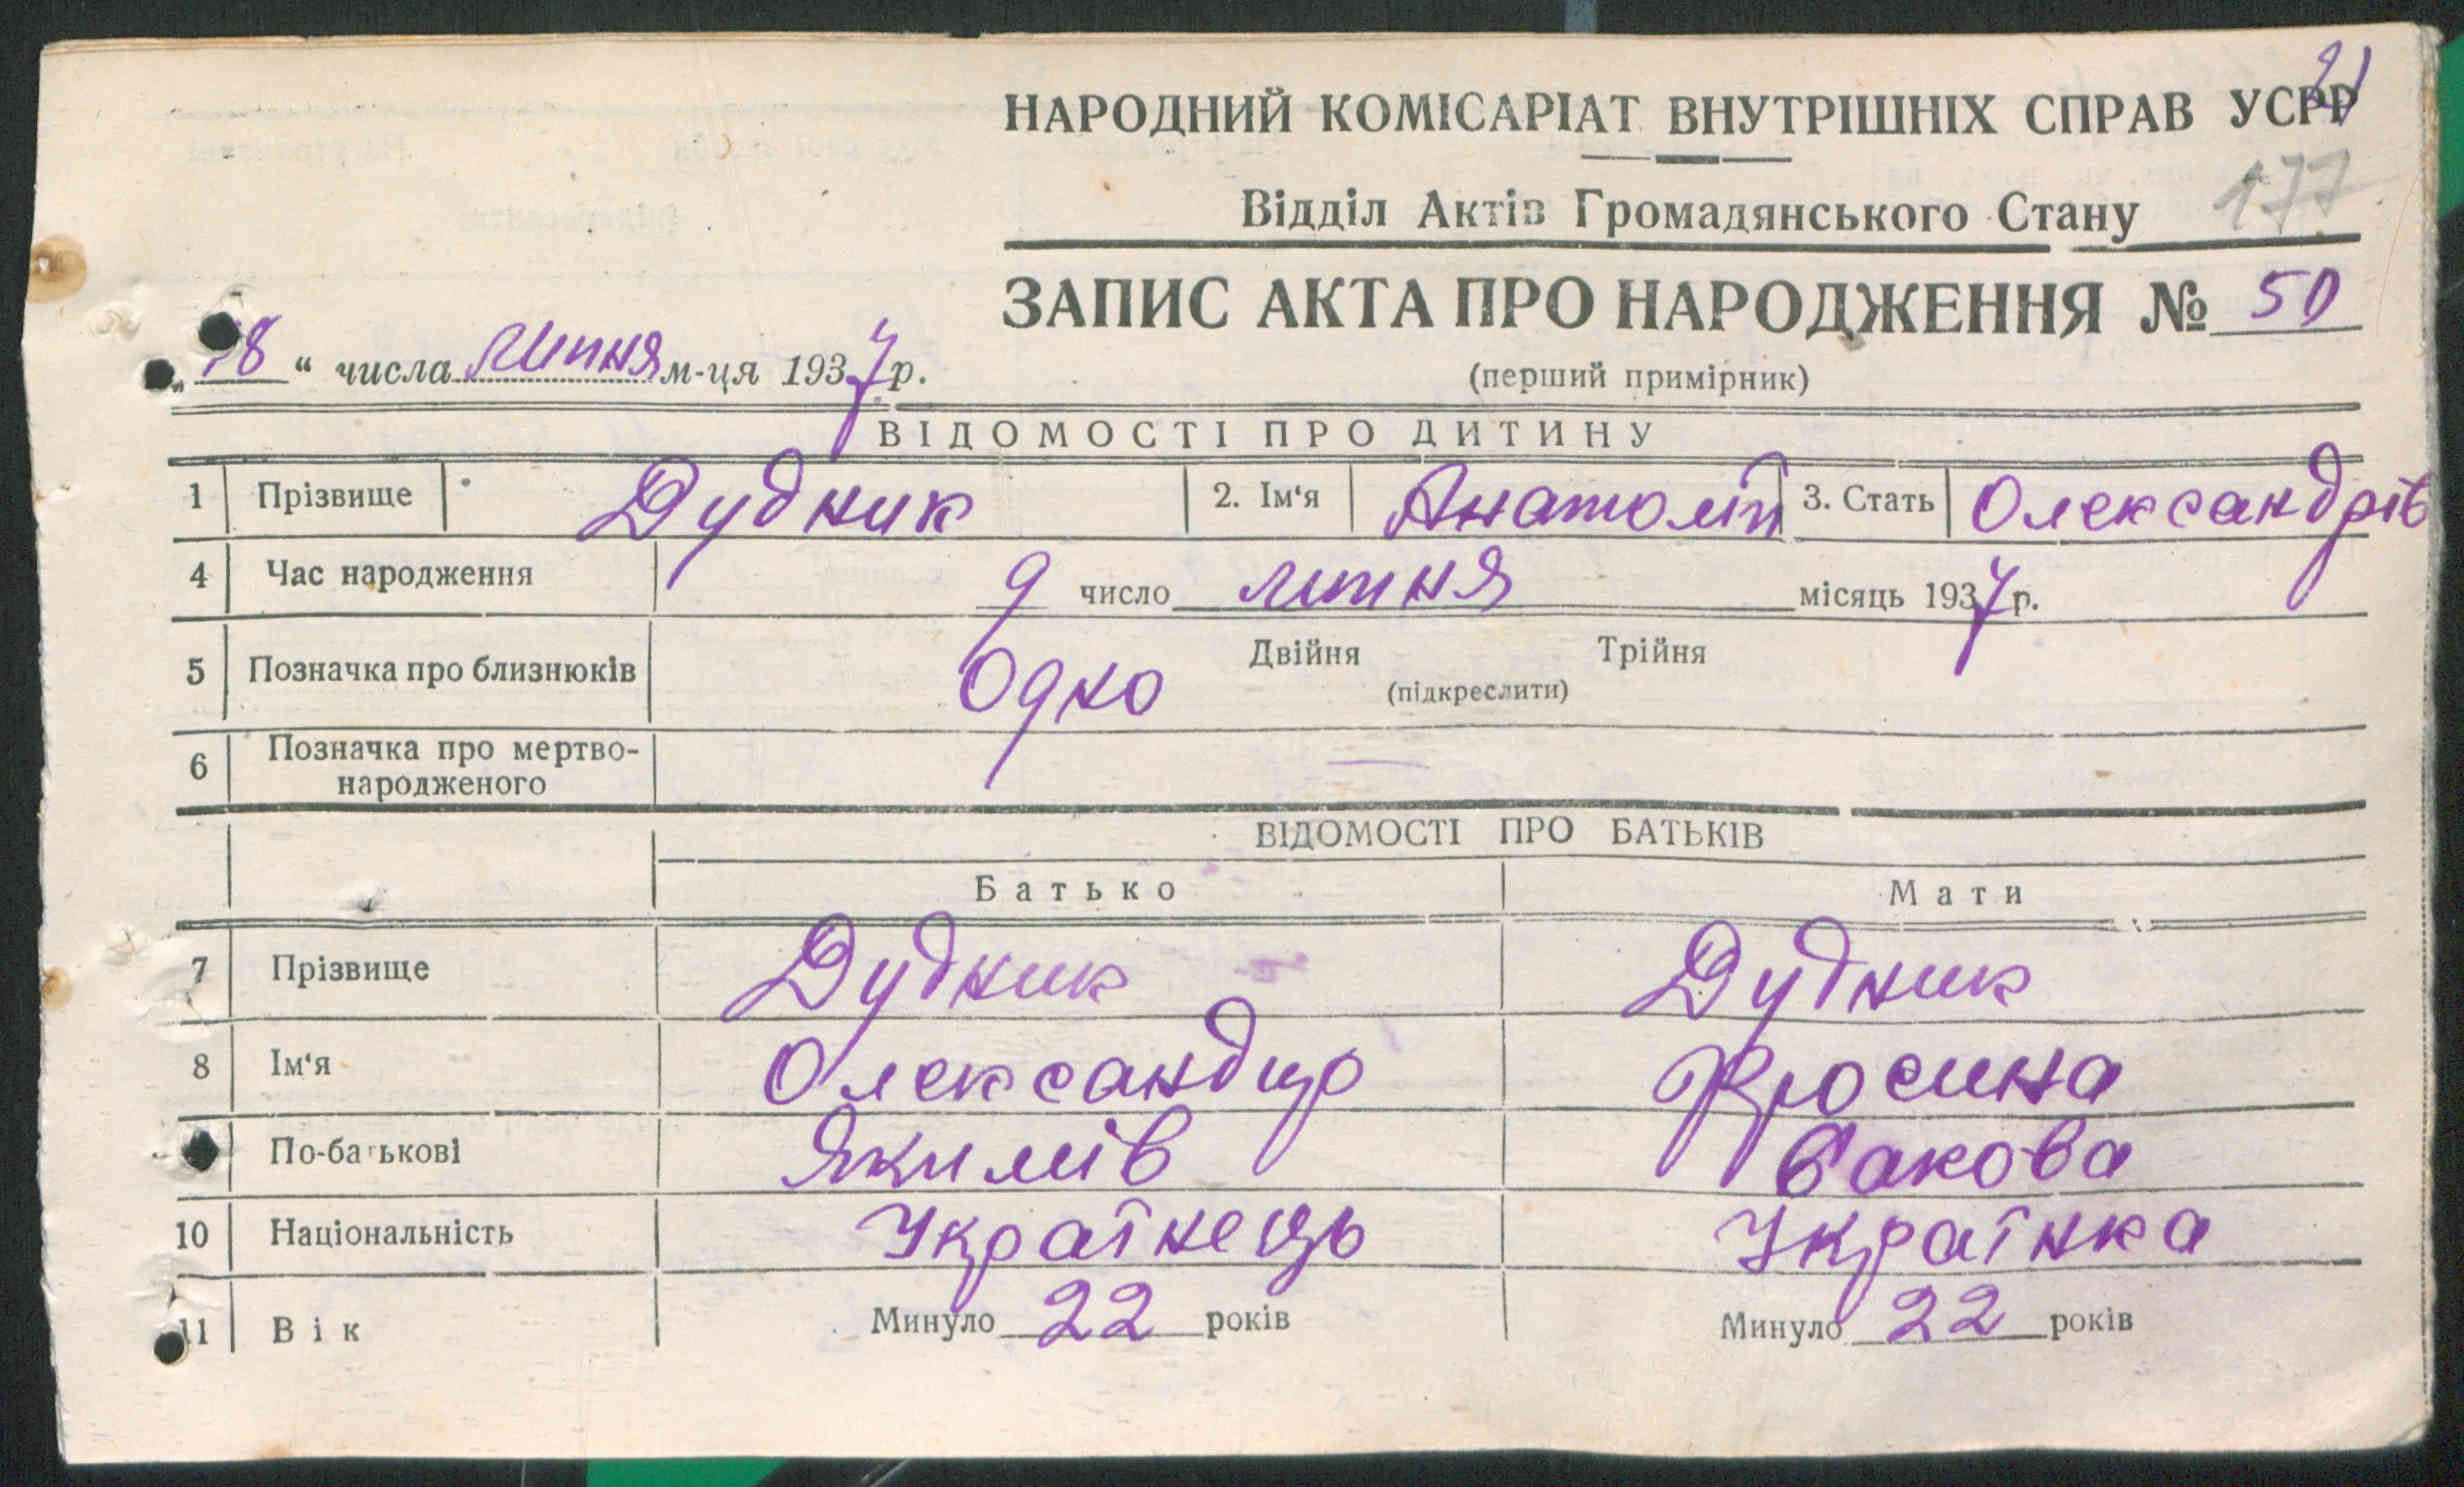 21
НАРОДНИЙ КОМІСАРІАТ ВНУТРІШНІХ СПРАВ УСРР
177
Відділ Актів Громадянського Стану
ЗАПИС АКТА ПРО НАРОДЖЕННЯ № 50
„18“ числа липня м-ця 1937 р.
(перший примірник)
ВІДОМОСТІ ПРО ДИТИНУ
1 Прізвище Дудник 2. Ім‘я Анатолій 3. Стать Олександрів
4 Час народження 9 число липня місяць 1937 р.
5 Позначка про близнюків Одно Двійня Трійня
(підкреслити)
6 Позначка про мертво-
народженого —
ВІДОМОСТІ ПРО БАТЬКІВ
Батько Мати
7 Прізвище Дудник Дудник
8 Ім‘я Олександр
По-батькові Якимів
10 Національність Українець Українка
11 Вік Минуло 22 років Минуло 22 років